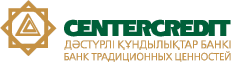 CENTERCREDIT
ДӘСТҮРЛІ ҚҰНДЫЛЫҚТАР БАНКІ
БАНК ТРАДИЦИОННЫХ ЦЕННОСТЕЙ